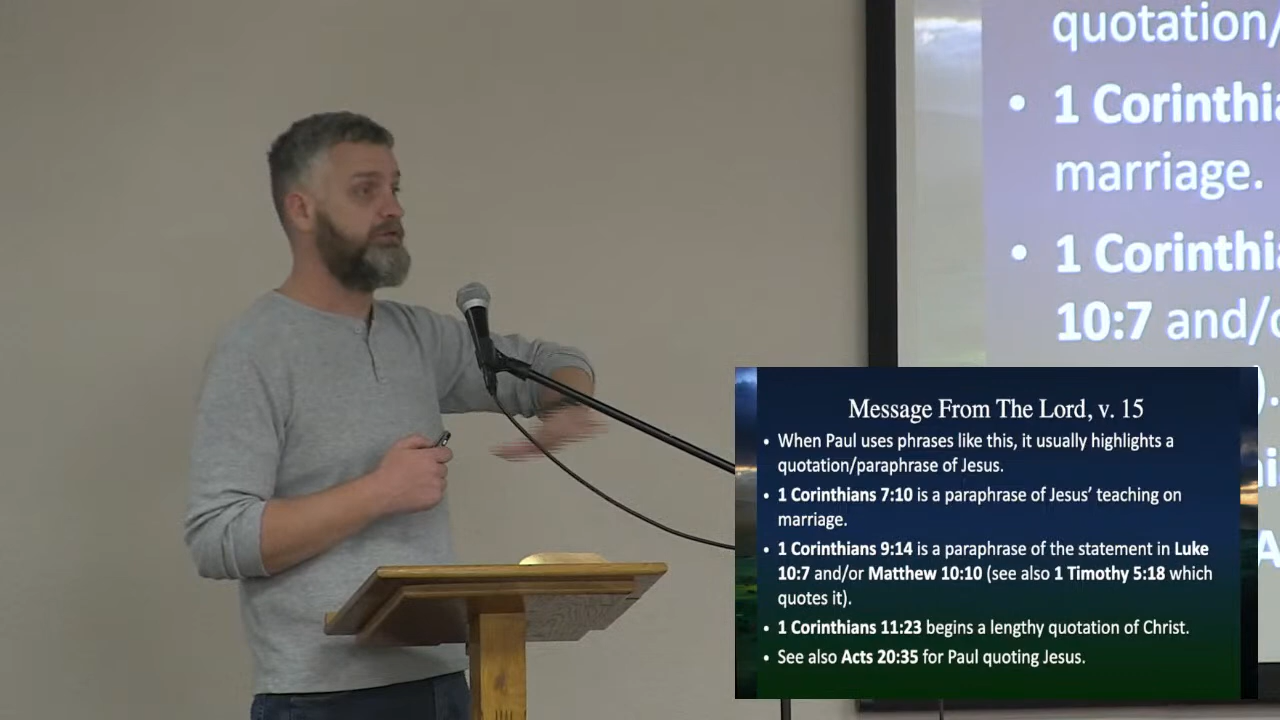 quotation/
• 1 Corinthi
marriage.
• 1 Corinthi
10:7 and/
Message From The Lord, v. 15
• When Paul uses phrases like this, it usually highlights a
quotation/paraphrase of Jesus.
• 1 Corinthians 7:10 is a paraphrase of Jesus’ teaching on
marriage.
• 1 Corinthians 9:14 is a paraphrase of the statement in Luke
10:7 and/or Matthew 10:10 (see also 1 Timothy 5:18 which
quotes it).
• 1 Corinthians 11:23 begins a lengthy quotation of Christ.
• See also Acts 20:35 for Paul quoting Jesus.